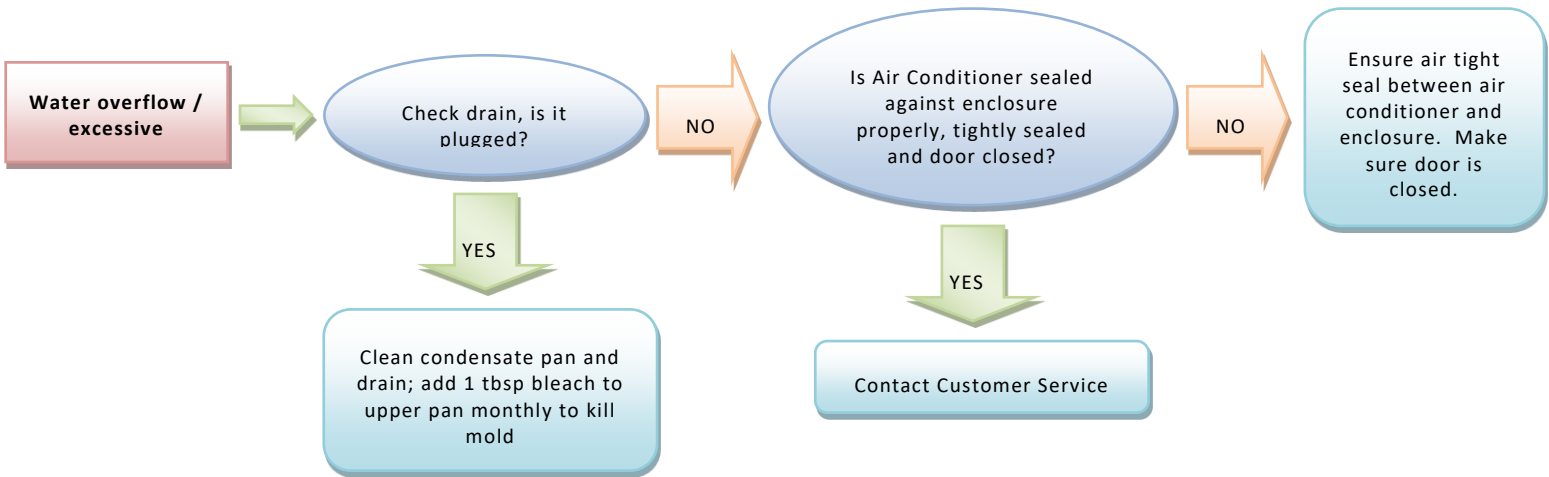 Water overflow /
excessive
Check drain, is it
plugged?
NO
Is Air Conditioner sealed
against enclosure
properly, tightly sealed
and door closed?
NO
Ensure air tight
seal between air
conditioner and
enclosure.  Make
sure door is
closed.
YES
YES
Clean condensate pan and
drain; add 1 tbsp bleach to
upper pan monthly to kill
mold
Contact Customer Service